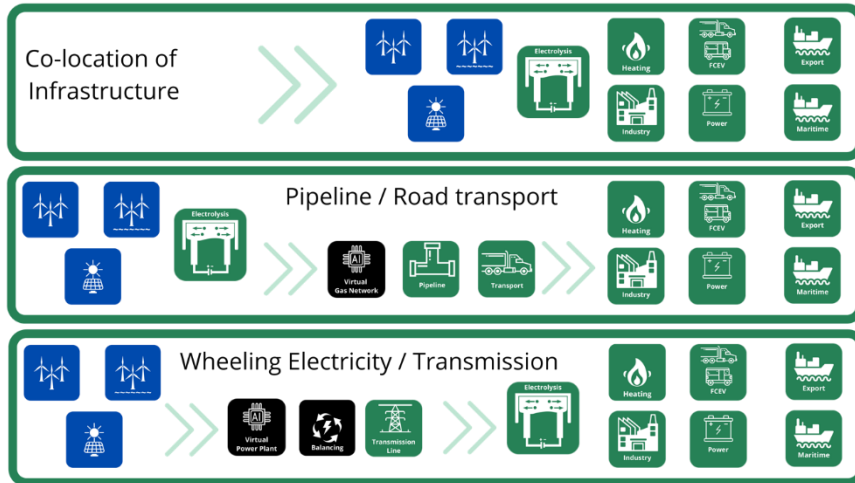 Co-location of
Infrastructure
Electrolysis
Heating
FCEV
Export
Industry
Power
Maritime
Pipeline / Road transport
Electrolysis
AI
Virtual
Gas Network
Pipeline
Transport
Heating
FCEV
Export
Industry
Power
Maritime
Wheeling Electricity / Transmission
AI
Virtual
Power Plant
Balancing
Transmission
Line
Electrolysis
Heating
FCEV
Export
Industry
Power
Maritime